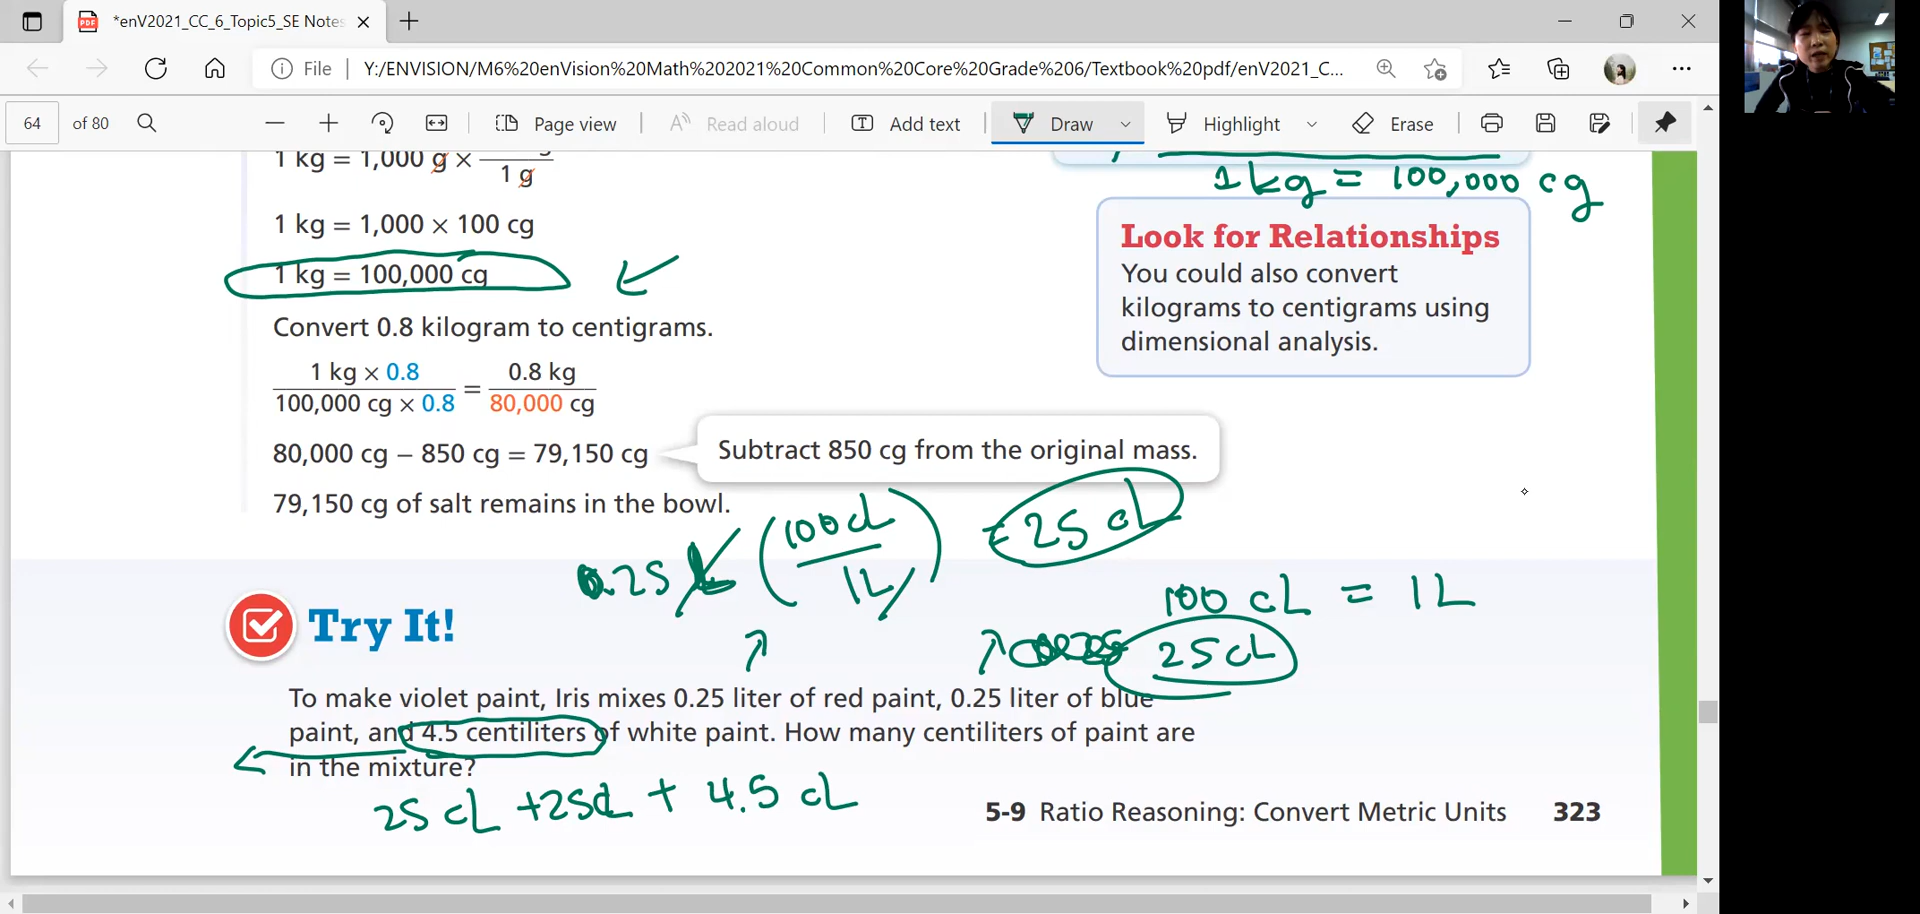 *enV2021_CC_6_Topic5_SE Notes
File Y:/ENVISION/M6%20enVision%20Math%202021%20Common%20Core%20Grade%206/Textbook%20pdf/enV2021_C...
64 of 80 Page view Read aloud Add text Draw Highlight Erase
1 kg = 1,000 g ×
1 g
1 kg = 100,000 cg
1 kg = 1,000 × 100 cg
1 kg = 100,000 cg
Look for Relationships
You could also convert
kilograms to centigrams using
dimensional analysis.
Convert 0.8 kilogram to centigrams.
1 kg × 0.8 = 0.8 kg
100,000 cg × 0.8 80,000 cg
80,000 cg − 850 cg = 79,150 cg
Subtract 850 cg from the original mass.
79,150 cg of salt remains in the bowl.
0.25 L (100 cL / 1L) = 25 cL
100 cL = 1L
25 cL
Try It!
To make violet paint, Iris mixes 0.25 liter of red paint, 0.25 liter of blue
paint, and 4.5 centiliters of white paint. How many centiliters of paint are
in the mixture?
25 cL + 25 cL + 4.5 cL
5-9 Ratio Reasoning: Convert Metric Units 323